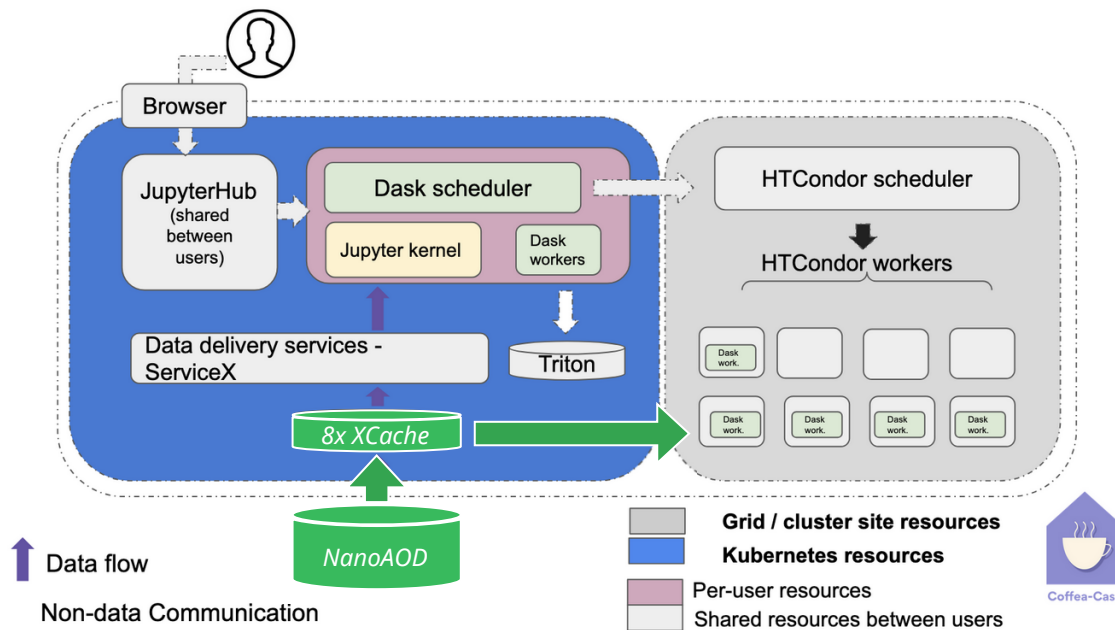 Browser
JupyterHub
(shared
between
users)
Dask scheduler
Jupyter kernel
Dask
workers
HTCondor scheduler
HTCondor workers
Data delivery services -
ServiceX
Triton
8x XCache
NanoAOD
Dask
work.
Dask
work.
Dask
work.
Dask
work.
Dask
work.
Data flow
Non-data Communication
Grid / cluster site resources
Kubernetes resources
Per-user resources
Shared resources between users
Coffea-Cas